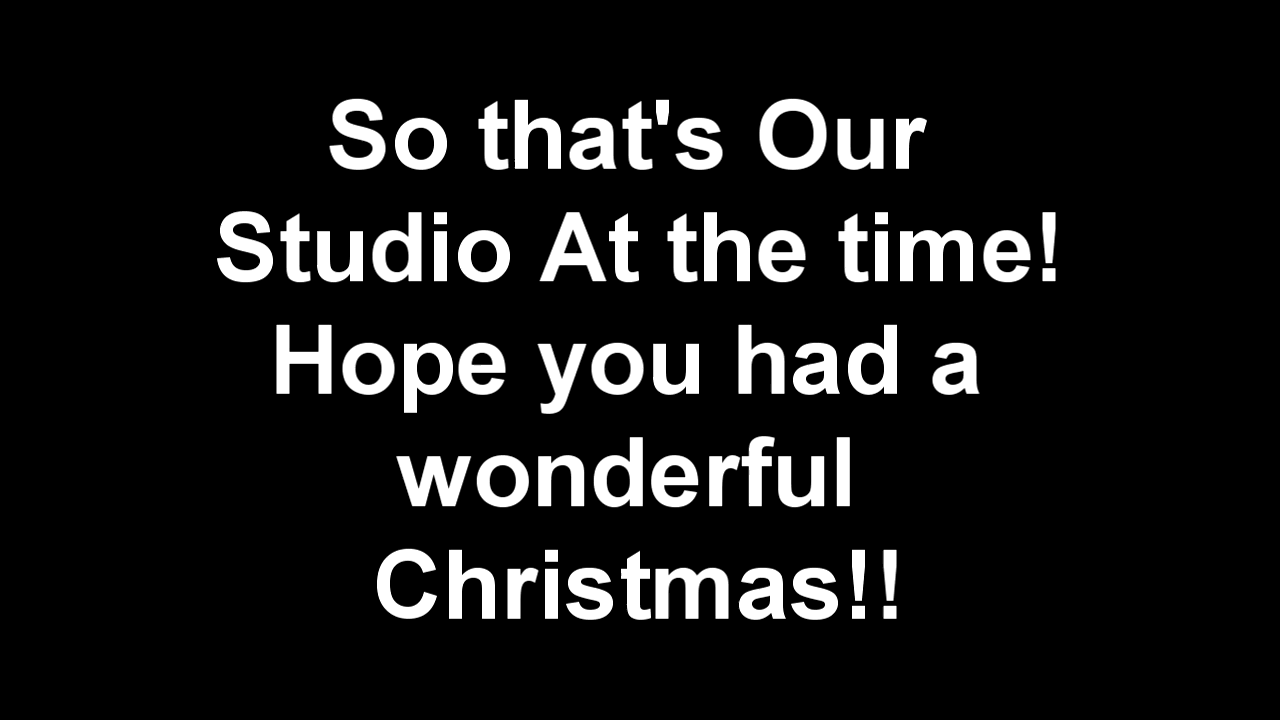 So that's Our
Studio At the time!
Hope you had a
wonderful
Christmas!!